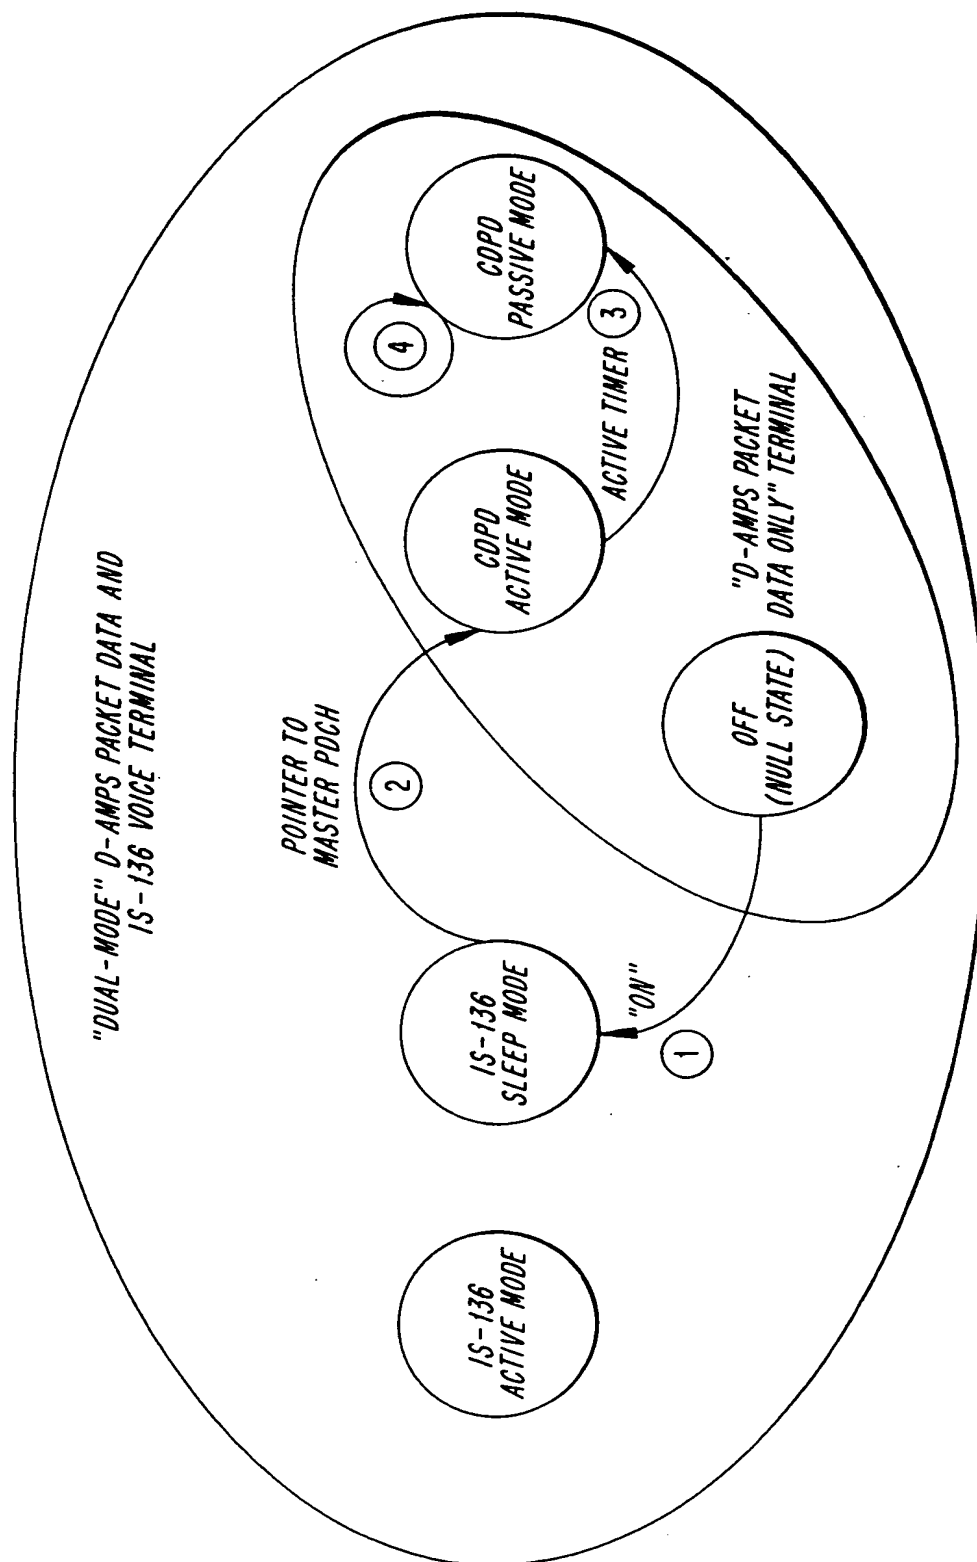 "DUAL-MODE" D-AMPS PACKET DATA AND
IS-136 VOICE TERMINAL
POINTER TO
MASTER PDCH
2
4
IS-136
ACTIVE MODE
IS-136
SLEEP MODE
CDPD
ACTIVE MODE
CDPD
PASSIVE MODE
"ON"
1
ACTIVE TIMER
3
OFF
(NULL STATE)
"D-AMPS PACKET
DATA ONLY" TERMINAL